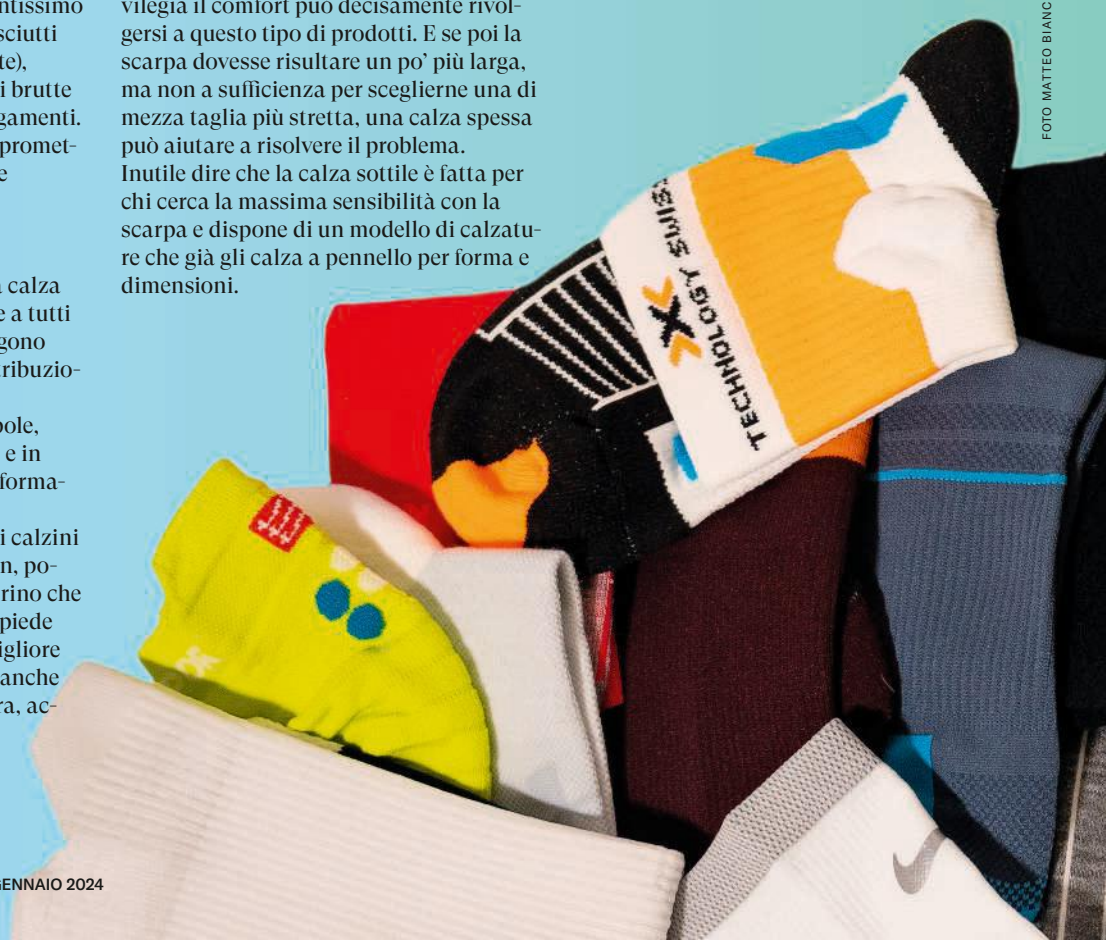 ntissimo
sciutti
te),
i brutte
gamenti.
promet-
e
a calza
e a tutti
gono
ribuzio-
ole,
e in
forma-
i calzini
n, po-
rino che
piede
igliore
anche
ra, ac-
vilegia il comfort può decisamente rivol-
gersi a questo tipo di prodotti. E se poi la
scarpa dovesse risultare un po’ più larga,
ma non a sufficienza per sceglierne una di
mezza taglia più stretta, una calza spessa
può aiutare a risolvere il problema.
Inutile dire che la calza sottile è fatta per
chi cerca la massima sensibilità con la
scarpa e dispone di un modello di calzatu-
re che già gli calza a pennello per forma e
dimensioni.
FOTO MATTEO BIANC
X
TECHNOLOGY SWISS
GENNAIO 2024